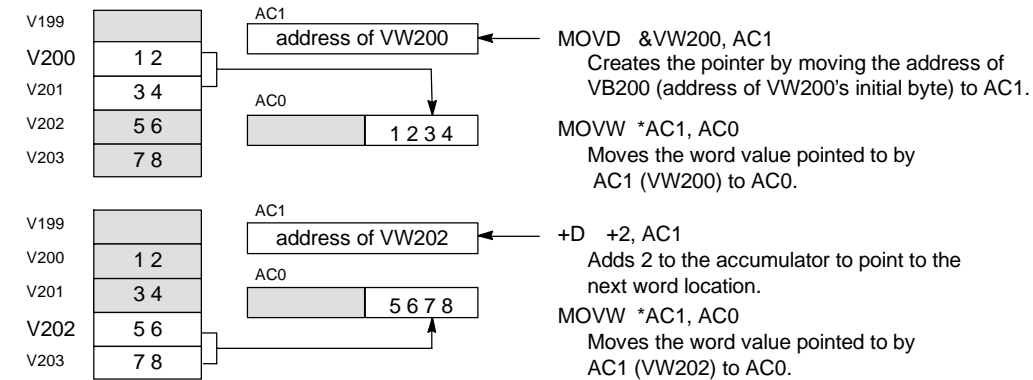 V199
V200
1 2
V201
3 4
V202
5 6
V203
7 8
AC1
address of VW200
AC0
1 2 3 4
MOVD &VW200, AC1
Creates the pointer by moving the address of
VB200 (address of VW200's initial byte) to AC1.
MOVW *AC1, AC0
Moves the word value pointed to by
AC1 (VW200) to AC0.
V199
V200
1 2
V201
3 4
V202
5 6
V203
7 8
AC1
address of VW202
AC0
5 6 7 8
+D +2, AC1
Adds 2 to the accumulator to point to the
next word location.
MOVW *AC1, AC0
Moves the word value pointed to by
AC1 (VW202) to AC0.